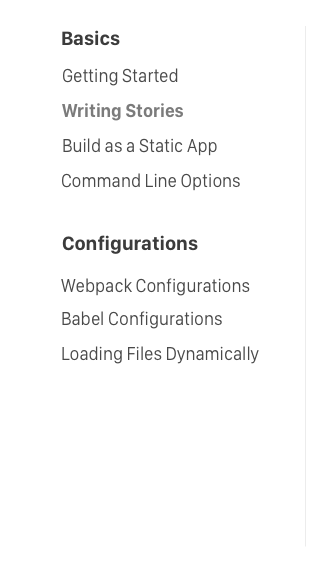 Basics
Getting Started
Writing Stories
Build as a Static App
Command Line Options
Configurations
Webpack Configurations
Babel Configurations
Loading Files Dynamically